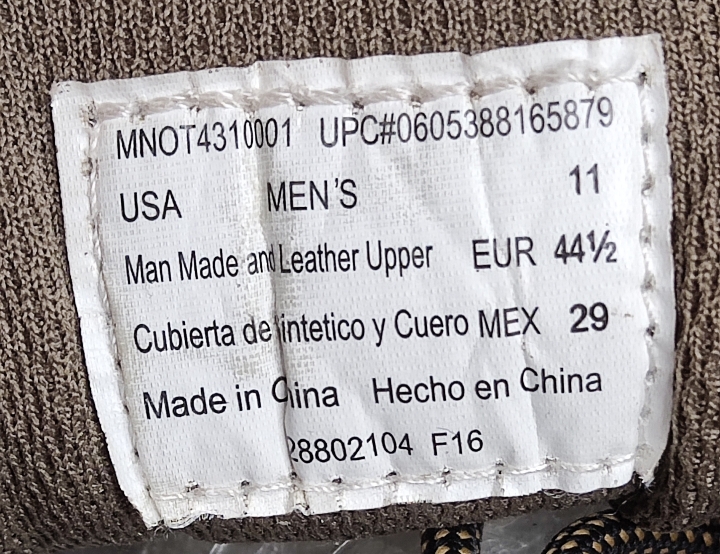 MNOT4310001 UPC#0605388165879
USA MEN'S 11
Man Made and Leather Upper EUR 44½
Cubierta de intetico y Cuero MEX 29
Made in China Hecho en China
28802104 F16